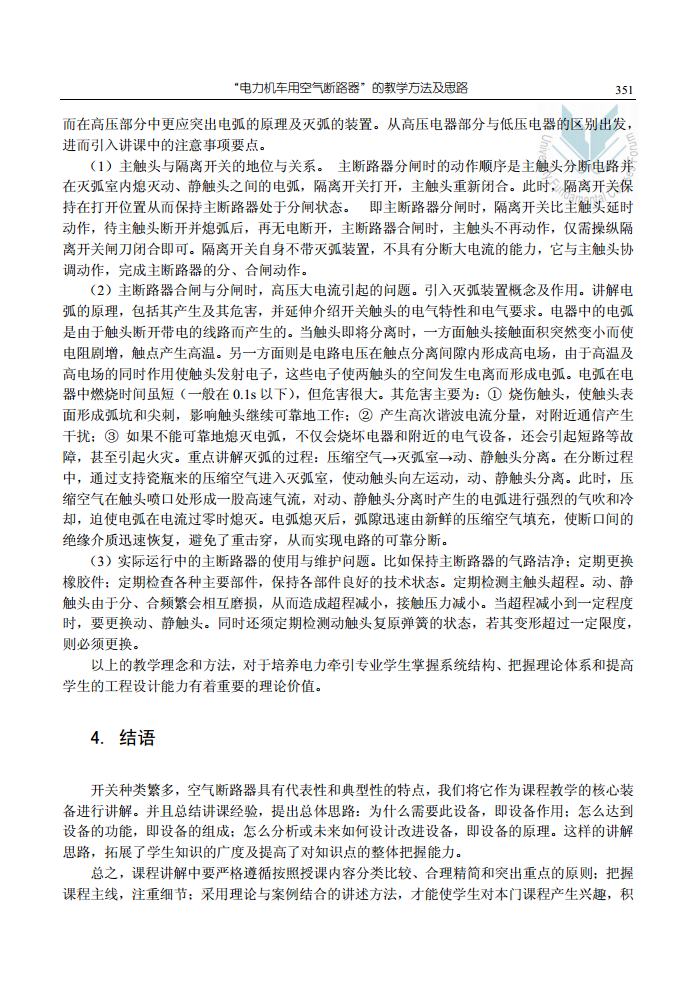 “电力机车用空气断路器”的教学方法及思路
351
而在高压部分中更应突出电弧的原理及灭弧的装置。从高压电器部分与低压电器的区别出发，
进而引入讲课中的注意事项要点。
（1）主触头与隔离开关的地位与关系。 主断路器分闸时的动作顺序是主触头分断电路并
在灭弧室内熄灭动、静触头之间的电弧，隔离开关打开，主触头重新闭合。此时，隔离开关保
持在打开位置从而保持主断路器处于分闸状态。 即主断路器分闸时，隔离开关比主触头延时
动作，待主触头断开并熄弧后，再无电断开，主断路器合闸时，主触头不再动作，仅需操纵隔
离开关闸刀闭合即可。隔离开关自身不带灭弧装置，不具有分断大电流的能力，它与主触头协
调动作，完成主断路器的分、合闸动作。
（2）主断路器合闸与分闸时，高压大电流引起的问题。引入灭弧装置概念及作用。讲解电
弧的原理，包括其产生及其危害，并延伸介绍开关触头的电气特性和电气要求。电器中的电弧
是由于触头断开带电的线路而产生的。当触头即将分离时，一方面触头接触面积突然变小而使
电阻剧增，触点产生高温。另一方面则是电路电压在触点分离间隙内形成高电场，由于高温及
高电场的同时作用使触头发射电子，这些电子使两触头的空间发生电离而形成电弧。电弧在电
器中燃烧时间虽短（一般在 0.1s 以下），但危害很大。其危害主要为：① 烧伤触头，使触头表
面形成弧坑和尖刺，影响触头继续可靠地工作；② 产生高次谐波电流分量，对附近通信产生
干扰；③ 如果不能可靠地熄灭电弧，不仅会烧坏电器和附近的电气设备，还会引起短路等故
障，甚至引起火灾。重点讲解灭弧的过程：压缩空气→灭弧室→动、静触头分离。在分断过程
中，通过支持瓷瓶来的压缩空气进入灭弧室，使动触头向左运动，动、静触头分离。此时，压
缩空气在触头喷口处形成一股高速气流，对动、静触头分离时产生的电弧进行强烈的气吹和冷
却，迫使电弧在电流过零时熄灭。电弧熄灭后，弧隙迅速由新鲜的压缩空气填充，使断口间的
绝缘介质迅速恢复，避免了重击穿，从而实现电路的可靠分断。
（3）实际运行中的主断路器的使用与维护问题。比如保持主断路器的气路洁净；定期更换
橡胶件；定期检查各种主要部件，保持各部件良好的技术状态。定期检测主触头超程。动、静
触头由于分、合频繁会相互磨损，从而造成超程减小，接触压力减小。当超程减小到一定程度
时，要更换动、静触头。同时还须定期检测动触头复原弹簧的状态，若其变形超过一定限度，
则必须更换。
以上的教学理念和方法，对于培养电力牵引专业学生掌握系统结构、把握理论体系和提高
学生的工程设计能力有着重要的理论价值。
4. 结语
开关种类繁多，空气断路器具有代表性和典型性的特点，我们将它作为课程教学的核心装
备进行讲解。并且总结讲课经验，提出总体思路：为什么需要此设备，即设备作用；怎么达到
设备的功能，即设备的组成；怎么分析或未来如何设计改进设备，即设备的原理。这样的讲解
思路，拓展了学生知识的广度及提高了对知识点的整体把握能力。
总之，课程讲解中要严格遵循按照授课内容分类比较、合理精简和突出重点的原则；把握
课程主线，注重细节；采用理论与案例结合的讲述方法，才能使学生对本门课程产生兴趣，积